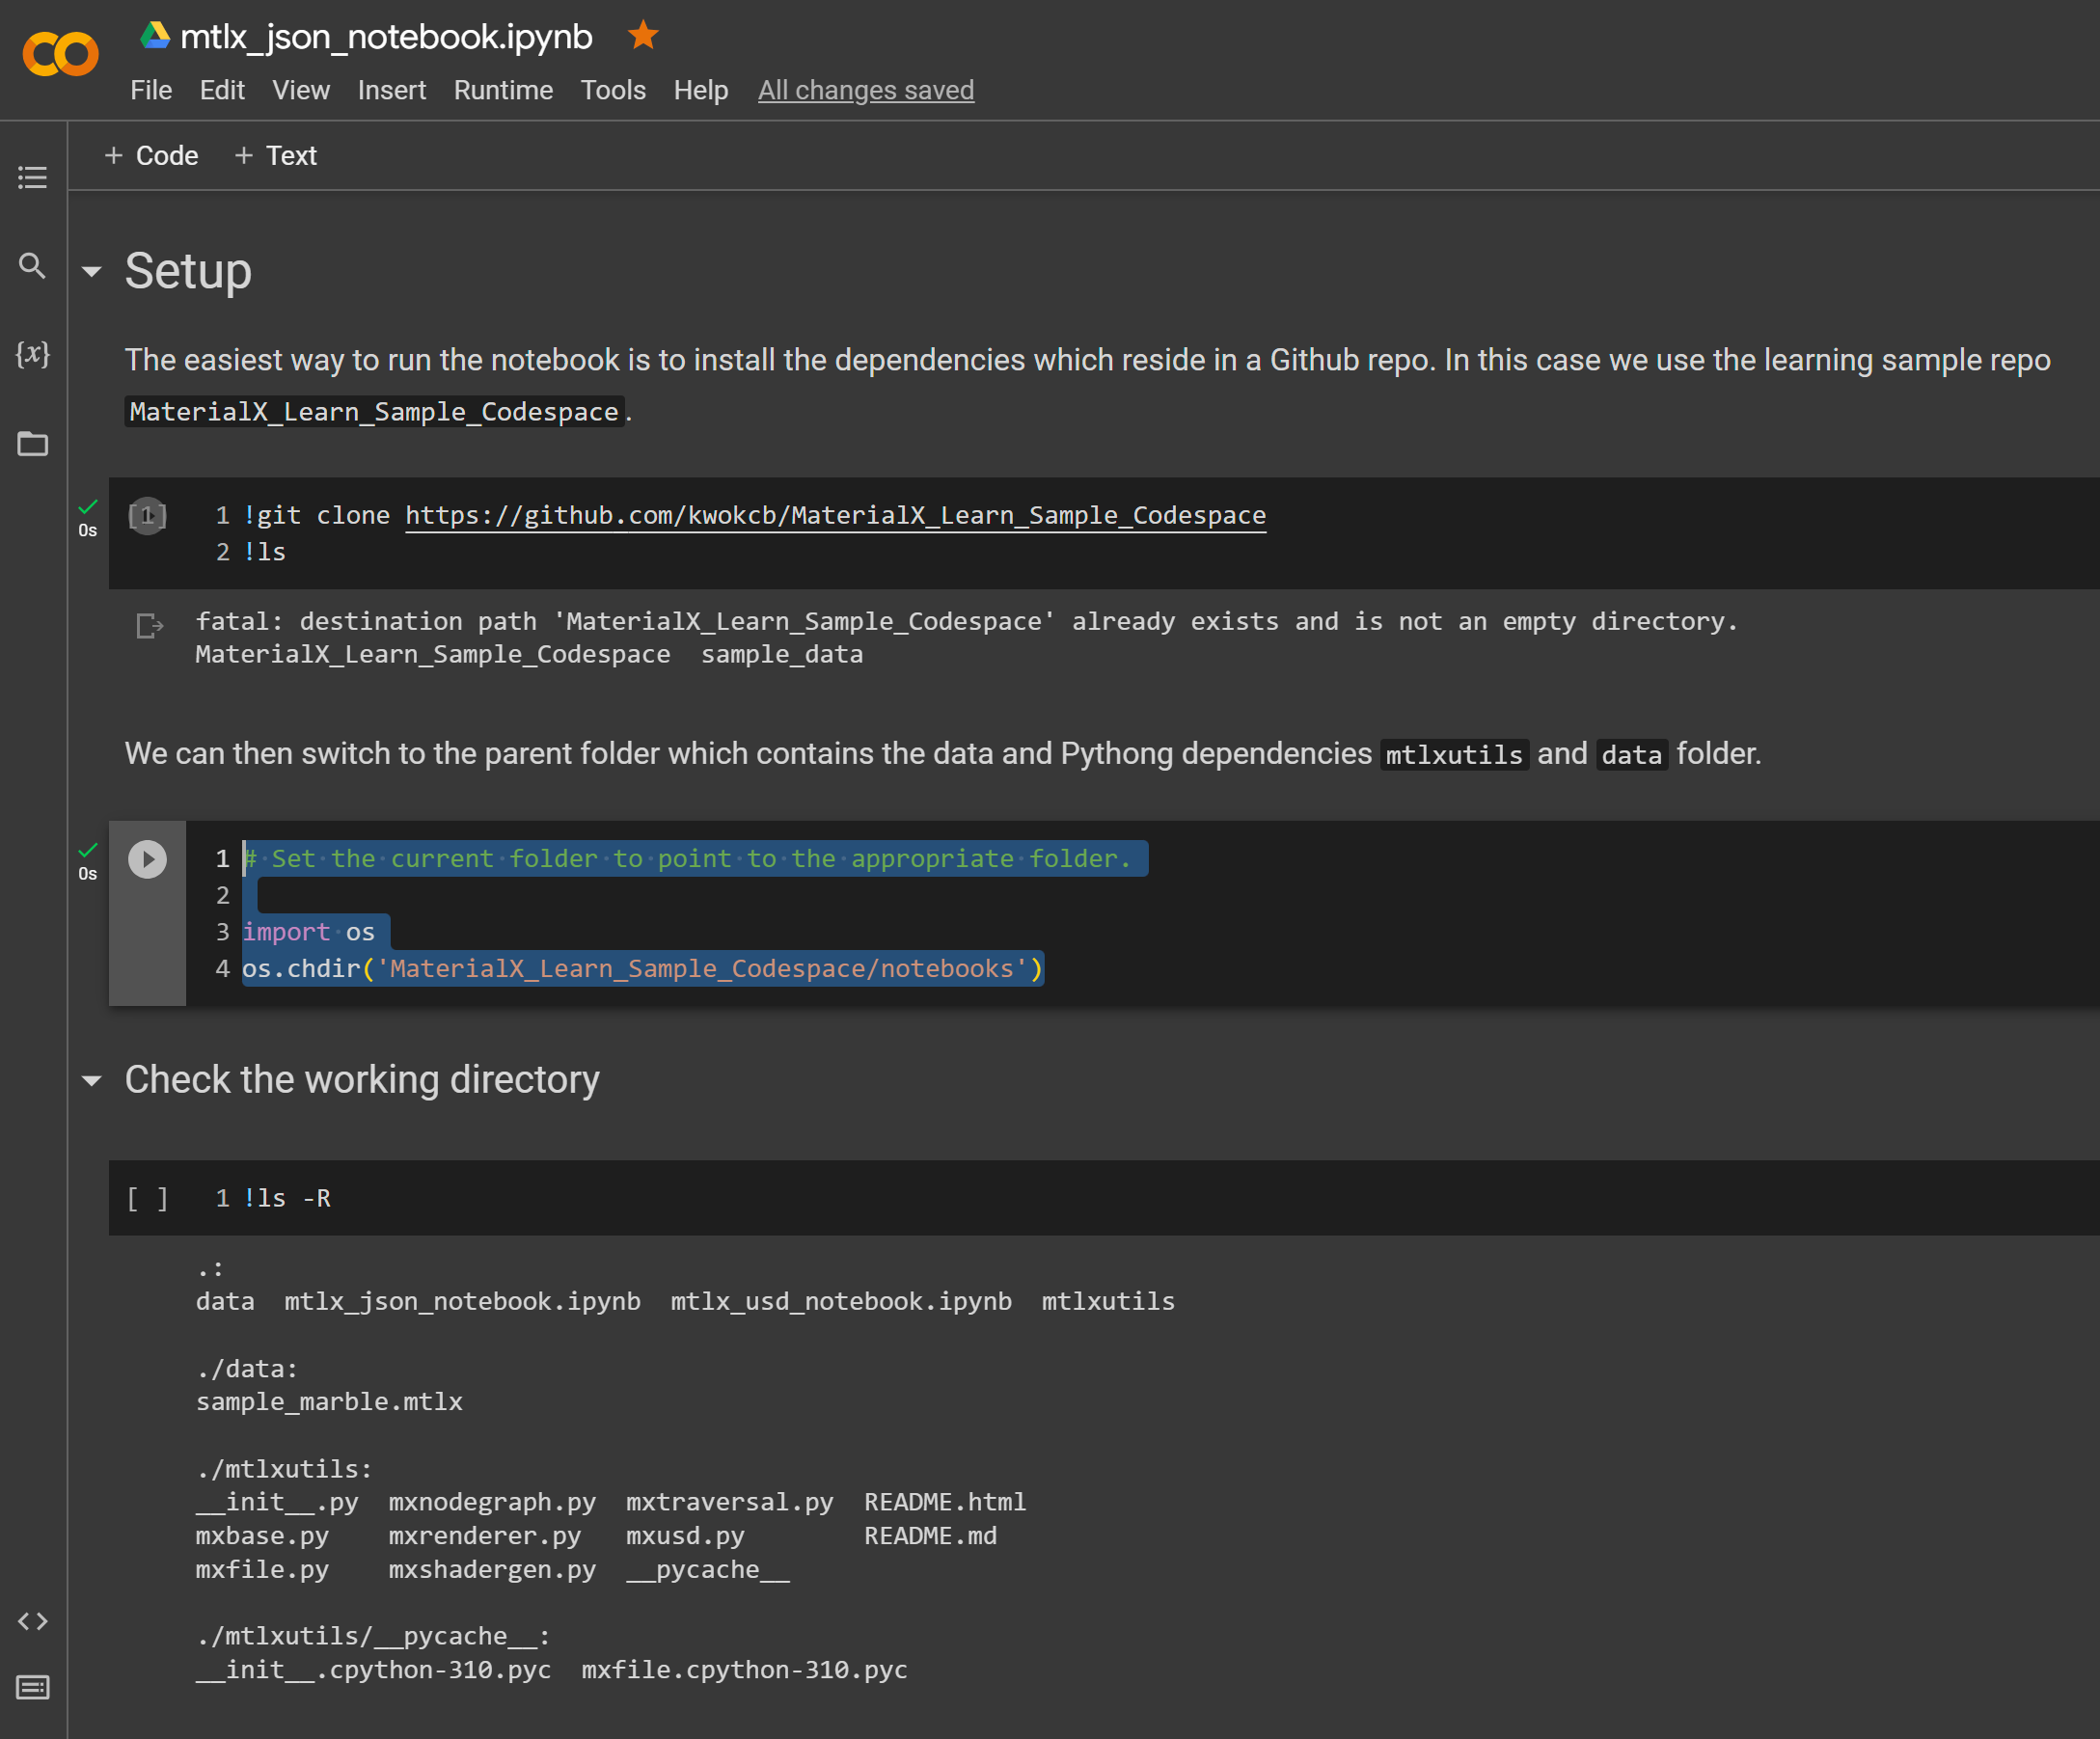 mtlx_json_notebook.ipynb
File Edit View Insert Runtime Tools Help All changes saved
+ Code + Text
Setup
The easiest way to run the notebook is to install the dependencies which reside in a Github repo. In this case we use the learning sample repo
MaterialX_Learn_Sample_Codespace.
0s
[1]
1 !git clone https://github.com/kwokcb/MaterialX_Learn_Sample_Codespace
2 !ls
fatal: destination path 'MaterialX_Learn_Sample_Codespace' already exists and is not an empty directory.
MaterialX_Learn_Sample_Codespace  sample_data
We can then switch to the parent folder which contains the data and Pythong dependencies mtlxutils and data folder.
0s
1 # Set the current folder to point to the appropriate folder.
2
3 import os
4 os.chdir('MaterialX_Learn_Sample_Codespace/notebooks')
Check the working directory
[ ] 1 !ls -R
.:
data  mtlx_json_notebook.ipynb  mtlx_usd_notebook.ipynb  mtlxutils
./data:
sample_marble.mtlx
./mtlxutils:
__init__.py  mxnodegraph.py  mxtraversal.py  README.html
mxbase.py    mxrenderer.py   mxusd.py        README.md
mxfile.py    mxshadergen.py  __pycache__
./mtlxutils/__pycache__:
__init__.cpython-310.pyc  mxfile.cpython-310.pyc